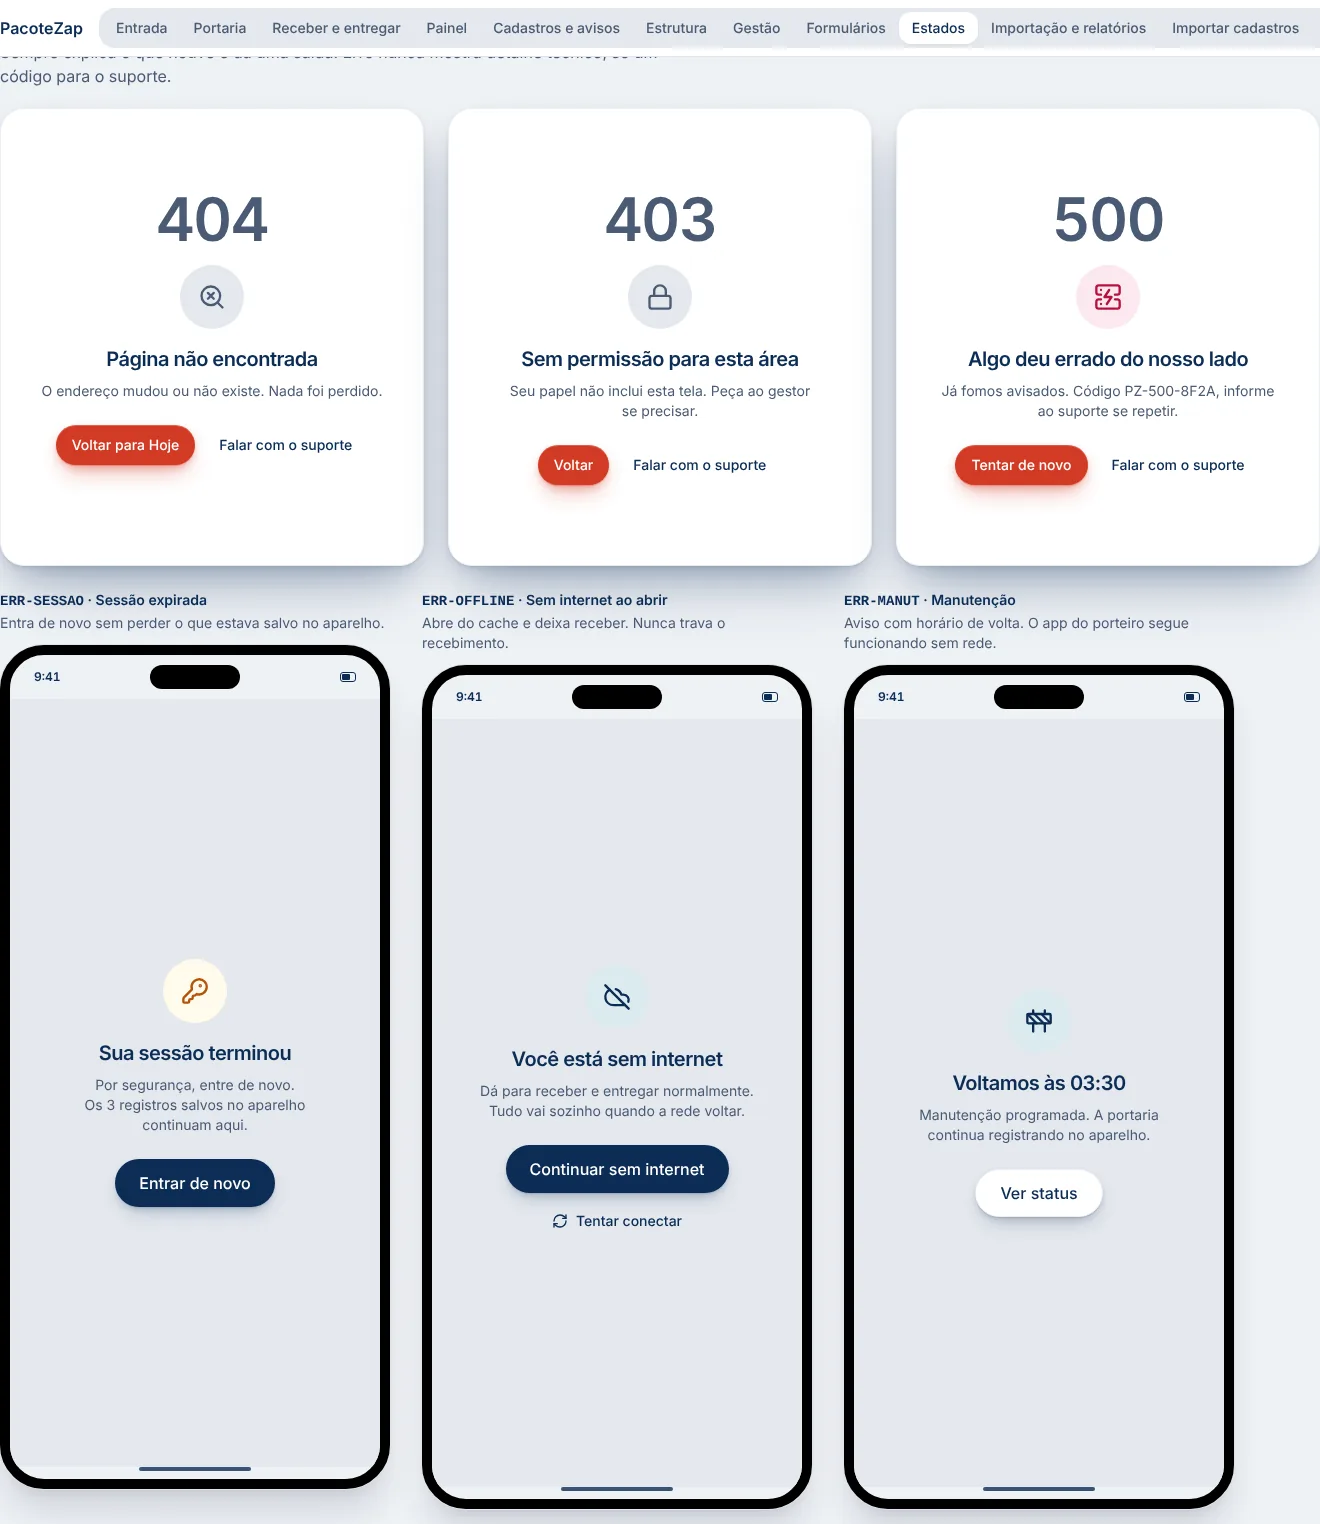 PacoteZap Entrada Portaria Receber e entregar Painel Cadastros e avisos Estrutura Gestão Formulários Estados Importação e relatórios Importar cadastros
código para o suporte.
404
Página não encontrada
O endereço mudou ou não existe. Nada foi perdido.
Voltar para Hoje Falar com o suporte
403
Sem permissão para esta área
Seu papel não inclui esta tela. Peça ao gestor
se precisar.
Voltar Falar com o suporte
500
Algo deu errado do nosso lado
Já fomos avisados. Código PZ-500-8F2A, informe
ao suporte se repetir.
Tentar de novo Falar com o suporte
ERR-SESSAO · Sessão expirada
Entra de novo sem perder o que estava salvo no aparelho.
9:41
Sua sessão terminou
Por segurança, entre de novo.
Os 3 registros salvos no aparelho
continuam aqui.
Entrar de novo
ERR-OFFLINE · Sem internet ao abrir
Abre do cache e deixa receber. Nunca trava o
recebimento.
9:41
Você está sem internet
Dá para receber e entregar normalmente.
Tudo vai sozinho quando a rede voltar.
Continuar sem internet
Tentar conectar
ERR-MANUT · Manutenção
Aviso com horário de volta. O app do porteiro segue
funcionando sem rede.
9:41
Voltamos às 03:30
Manutenção programada. A portaria
continua registrando no aparelho.
Ver status